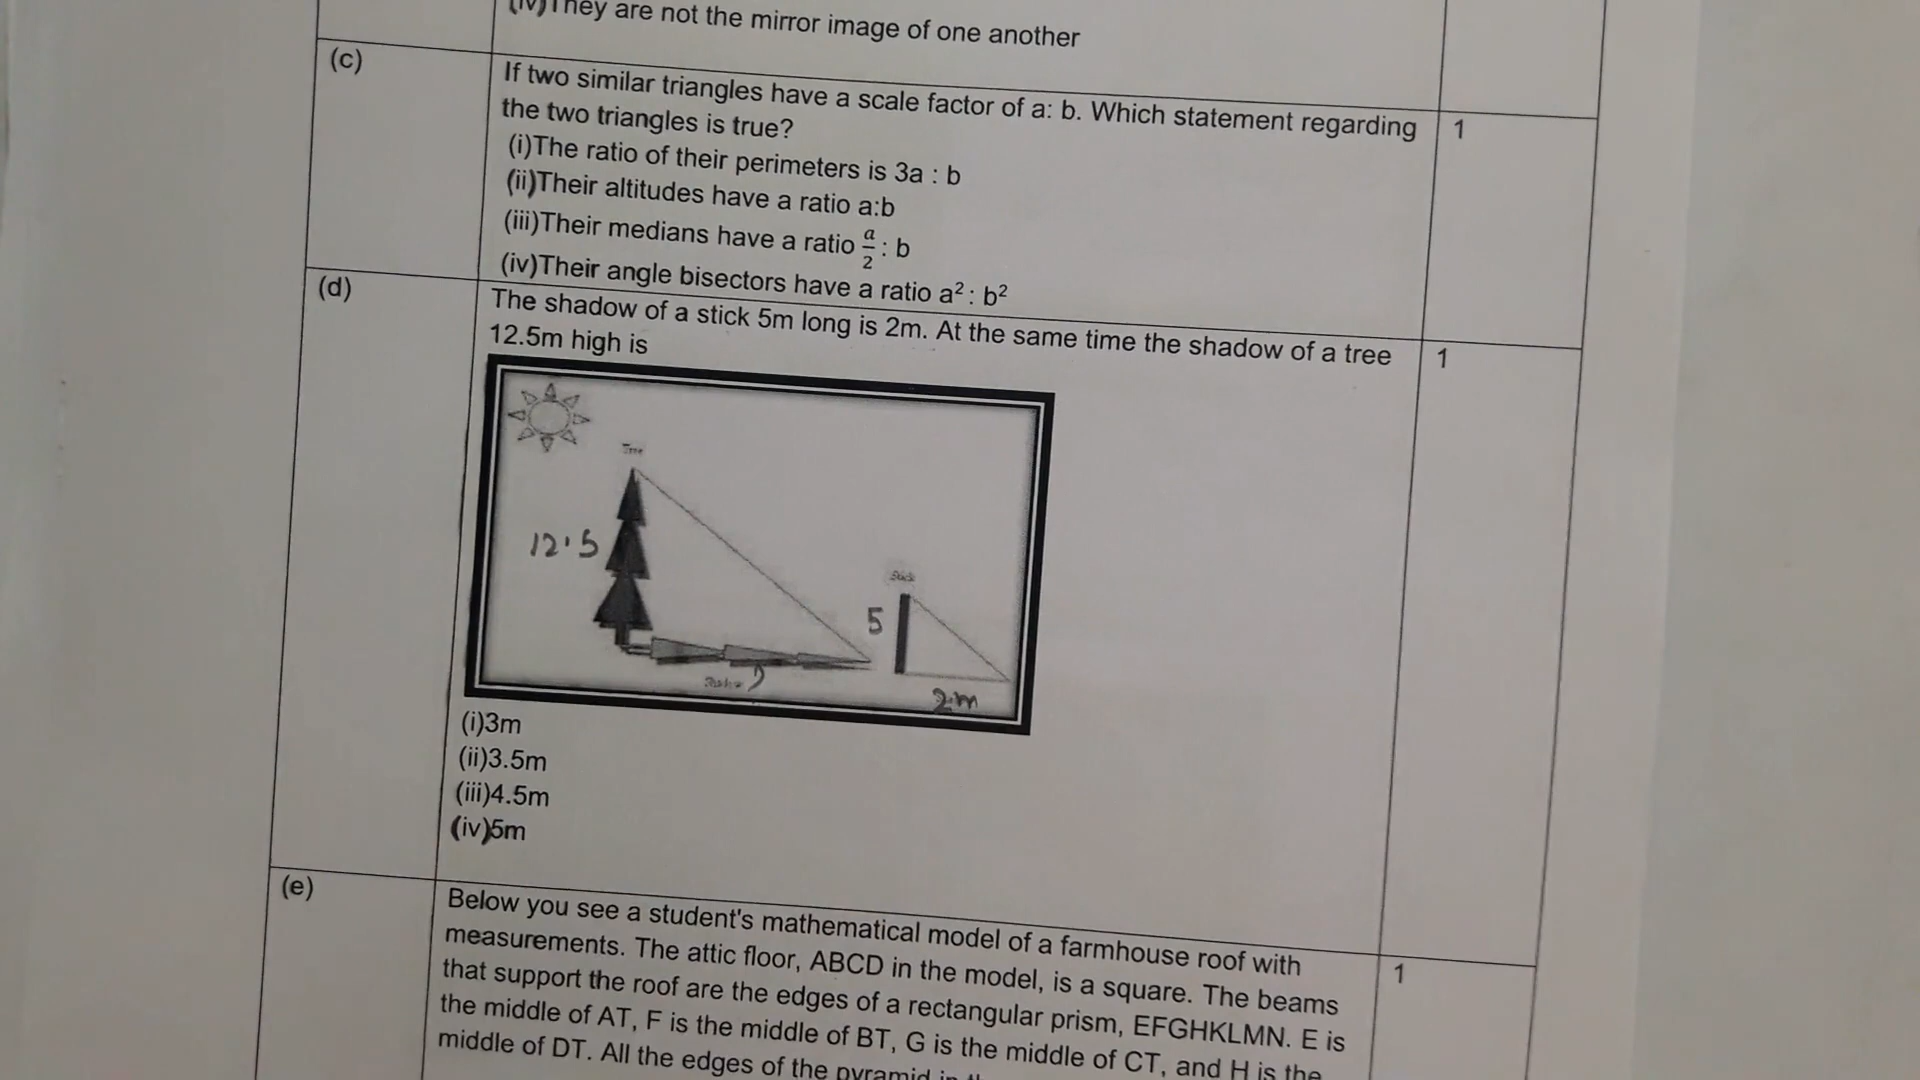 (iv)They are not the mirror image of one another
(c)
If two similar triangles have a scale factor of a: b. Which statement regarding
the two triangles is true?
1
(i)The ratio of their perimeters is 3a : b
(ii)Their altitudes have a ratio a:b
(iii)Their medians have a ratio a/2 : b
(iv)Their angle bisectors have a ratio a² : b²
(d)
The shadow of a stick 5m long is 2m. At the same time the shadow of a tree
12.5m high is
1
Tree
12.5
Stick
5
Shadow
2m
(i)3m
(ii)3.5m
(iii)4.5m
(iv)5m
(e)
Below you see a student's mathematical model of a farmhouse roof with
measurements. The attic floor, ABCD in the model, is a square. The beams
1
that support the roof are the edges of a rectangular prism, EFGHKLMN. E is
the middle of AT, F is the middle of BT, G is the middle of CT, and H is the
middle of DT. All the edges of the pyramid in